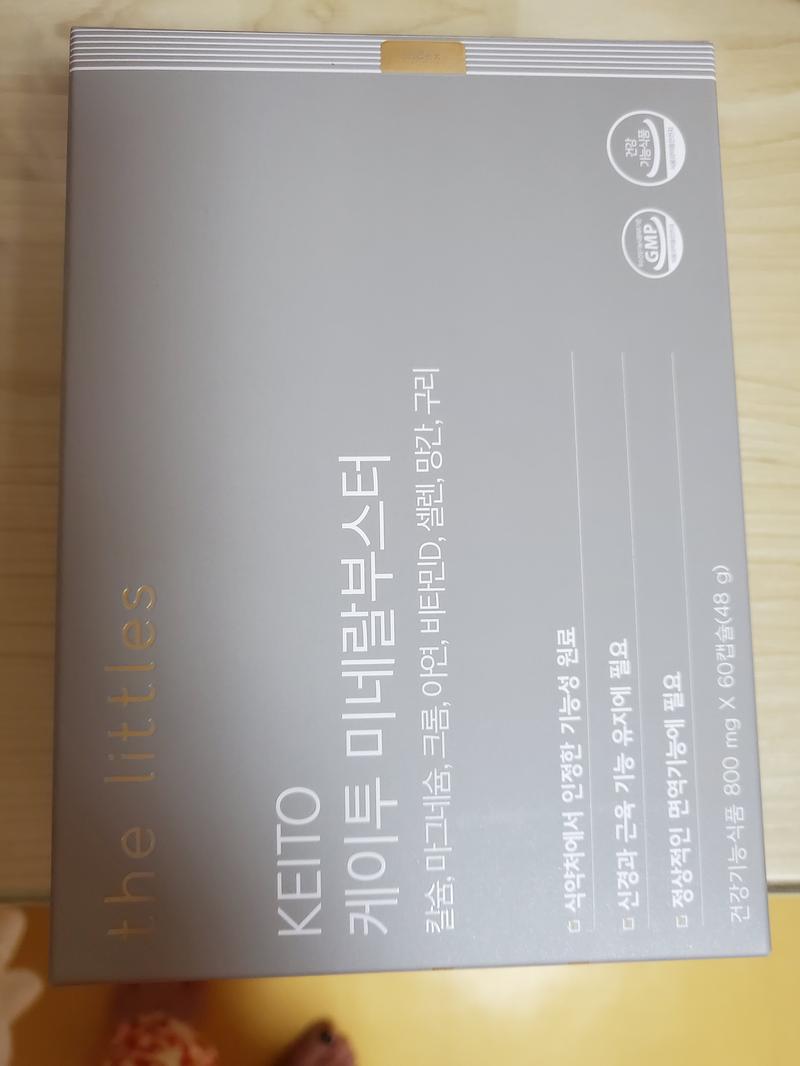 the littles
KEITO
케이투 미네랄부스터
칼슘, 마그네슘, 크롬, 아연, 비타민D, 셀렌, 망간, 구리
식약처에서 인정한 기능성 원료
신경과 근육 기능 유지에 필요
정상적인 면역기능에 필요
건강기능식품 800 mg X 60캡슐(48 g)
GMP
건강
기능식품